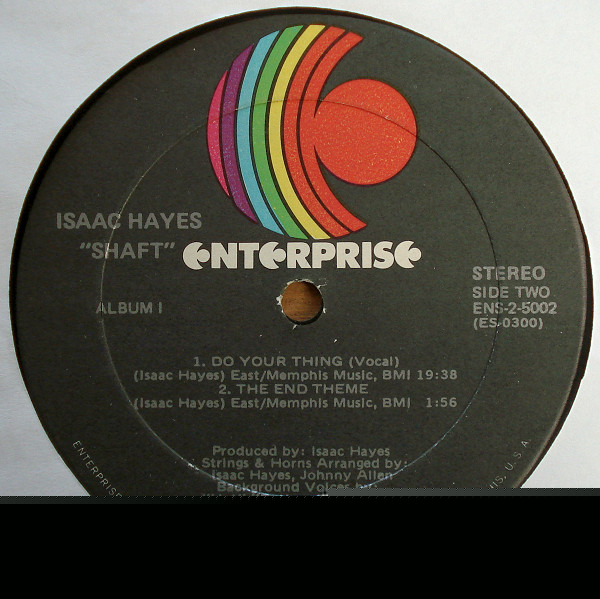 ISAAC HAYES
"SHAFT"
ENTERPRISE
ALBUM I
STEREO
SIDE TWO
ENS-2-5002
(ES-0300)
1. DO YOUR THING (Vocal)
(Isaac Hayes) East/Memphis Music, BMI 19:38
2. THE END THEME
(Isaac Hayes) East/Memphis Music, BMI 1:56
Produced by: Isaac Hayes
Strings & Horns Arranged by:
Isaac Hayes, Johnny Allen
Background Voices by:
ENTERPRISE
U.S.A